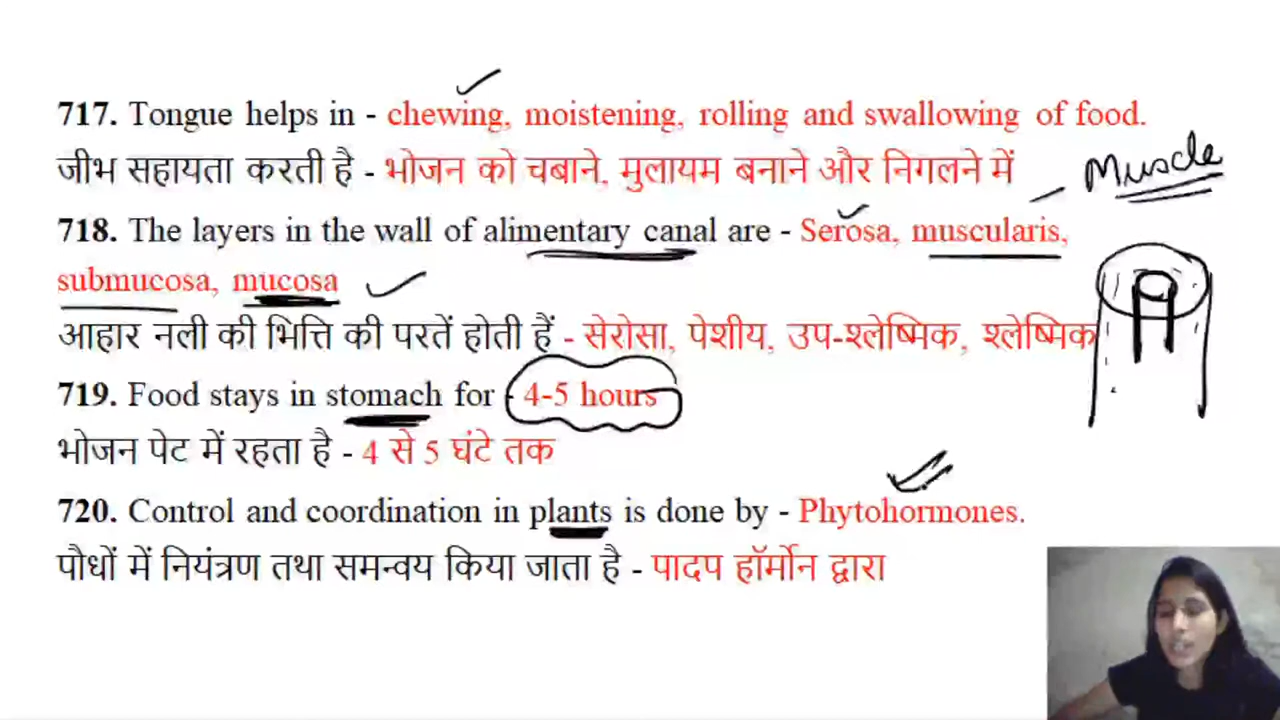 717. Tongue helps in - chewing, moistening, rolling and swallowing of food.
जीभ सहायता करती है - भोजन को चबाने, मुलायम बनाने और निगलने में
Muscle
718. The layers in the wall of alimentary canal are - Serosa, muscularis,
submucosa, mucosa
आहार नली की भित्ति की परतें होती हैं - सेरोसा, पेशीय, उप-श्लेष्मिक, श्लेष्मिक
719. Food stays in stomach for - 4-5 hours
भोजन पेट में रहता है - 4 से 5 घंटे तक
720. Control and coordination in plants is done by - Phytohormones.
पौधों में नियंत्रण तथा समन्वय किया जाता है - पादप हॉर्मोन द्वारा